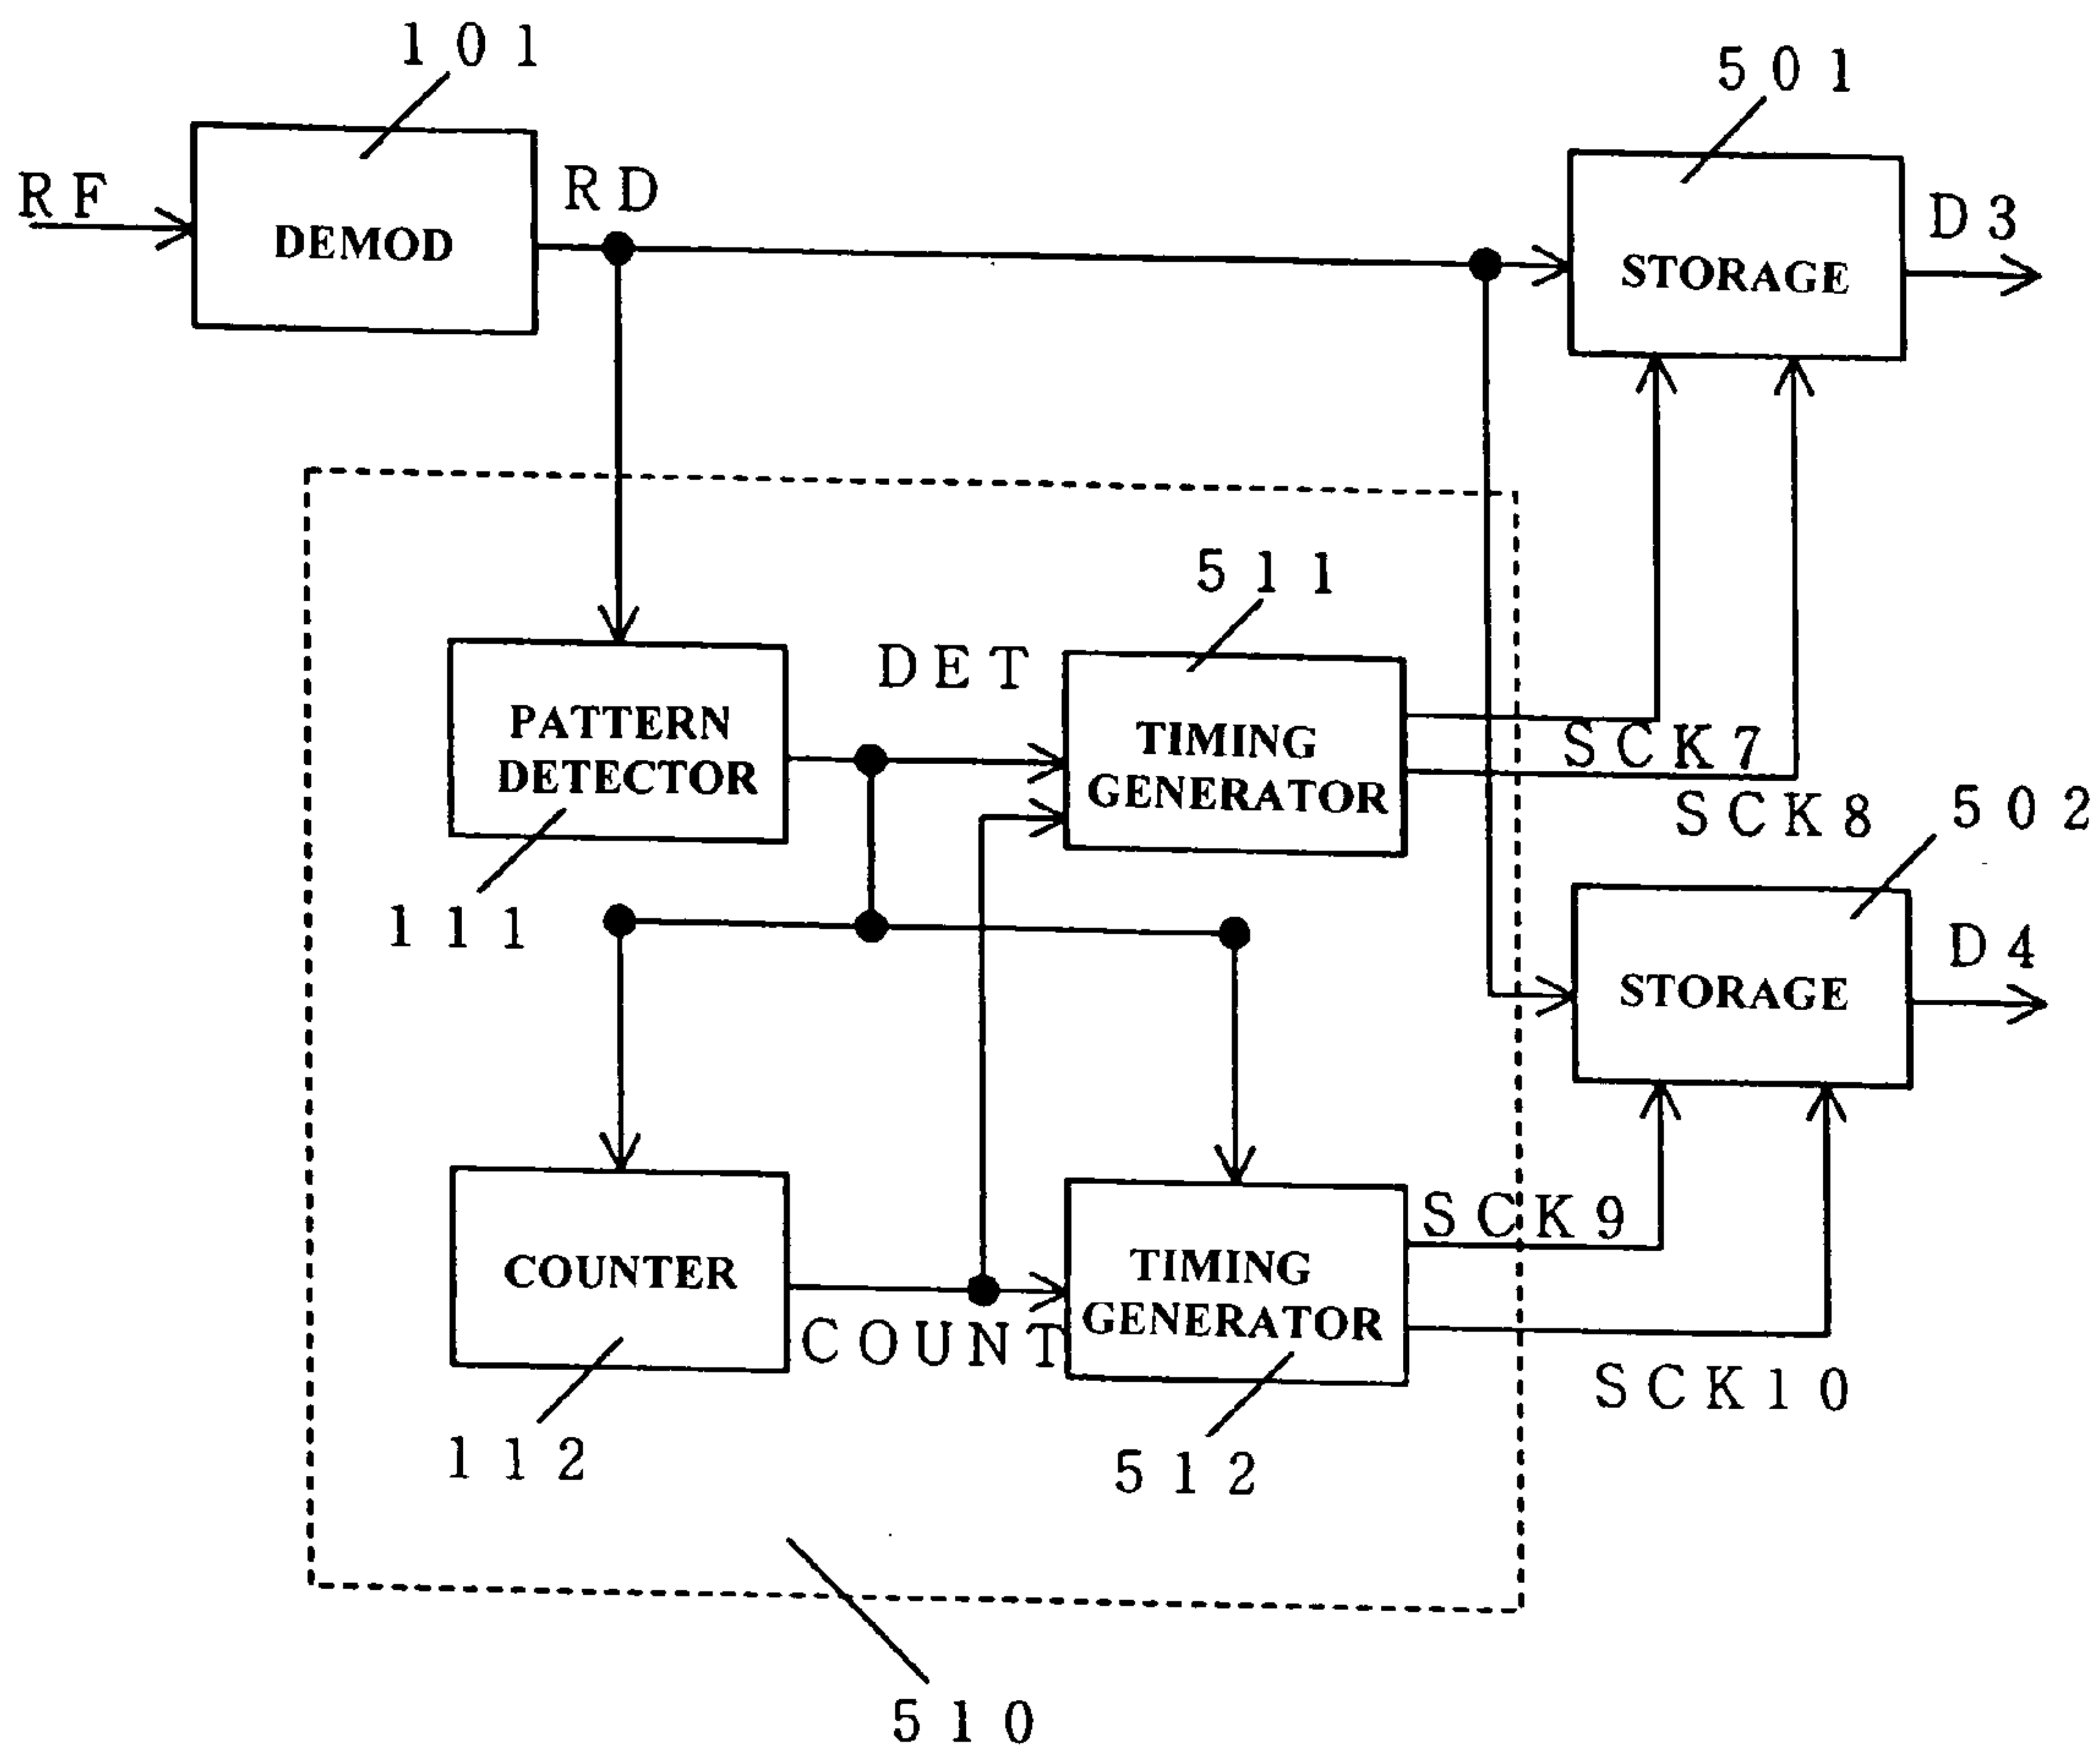 101
501
RF
RD
D3
DEMOD
STORAGE
511
DET
PATTERN
DETECTOR
TIMING
GENERATOR
SCK7
SCK8
502
111
D4
STORAGE
SCK9
COUNTER
TIMING
GENERATOR
COUNT
SCK10
112
512
510